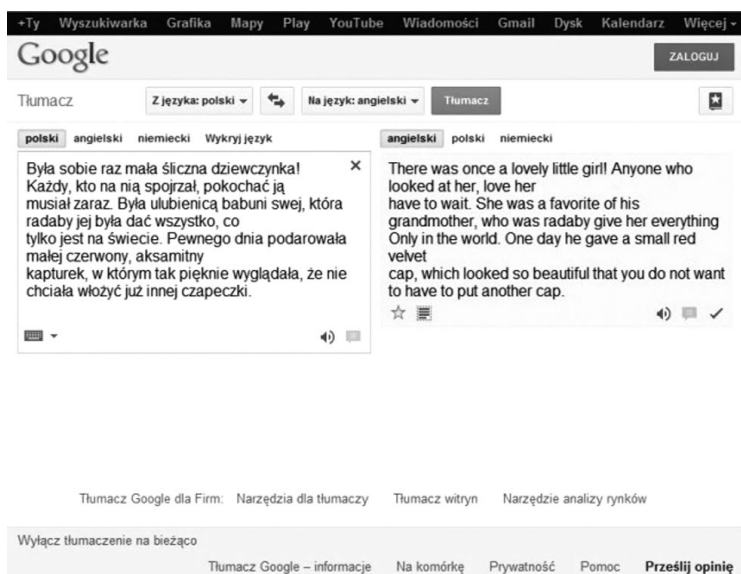 +Ty Wyszukiwarka Grafika Mapy Play YouTube Wiadomości Gmail Dysk Kalendarz Więcej
Google ZALOGUJ
Tłumacz Z języka: polski Na język: angielski Tłumacz
polski angielski niemiecki Wykryj język
Była sobie raz mała śliczna dziewczynka!
Każdy, kto na nią spojrzał, pokochać ją
musiał zaraz. Była ulubienicą babuni swej, która
radaby jej była dać wszystko, co
tylko jest na świecie. Pewnego dnia podarowała
małej czerwony, aksamitny
kapturek, w którym tak pięknie wyglądała, że nie
chciała włożyć już innej czapeczki.
angielski polski niemiecki
There was once a lovely little girl! Anyone who
looked at her, love her
have to wait. She was a favorite of his
grandmother, who was radaby give her everything
Only in the world. One day he gave a small red
velvet
cap, which looked so beautiful that you do not want
to have to put another cap.
Tłumacz Google dla Firm: Narzędzia dla tłumaczy Tłumacz witryn Narzędzie analizy rynków
Wyłącz tłumaczenie na bieżąco
Tłumacz Google – informacje Na komórkę Prywatność Pomoc Prześlij opinię